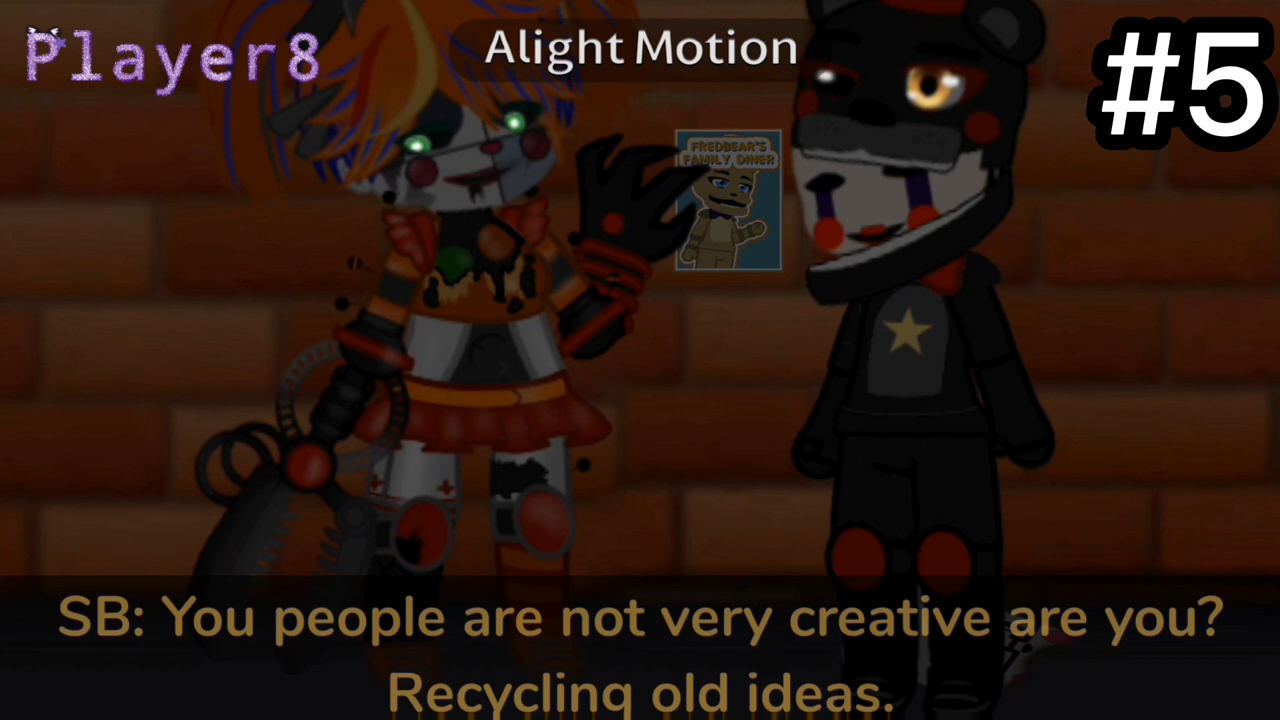 Player8
Alight Motion
#5
FREDBEAR'S
FAMILY DINER
SB: You people are not very creative are you?
Recycling old ideas.